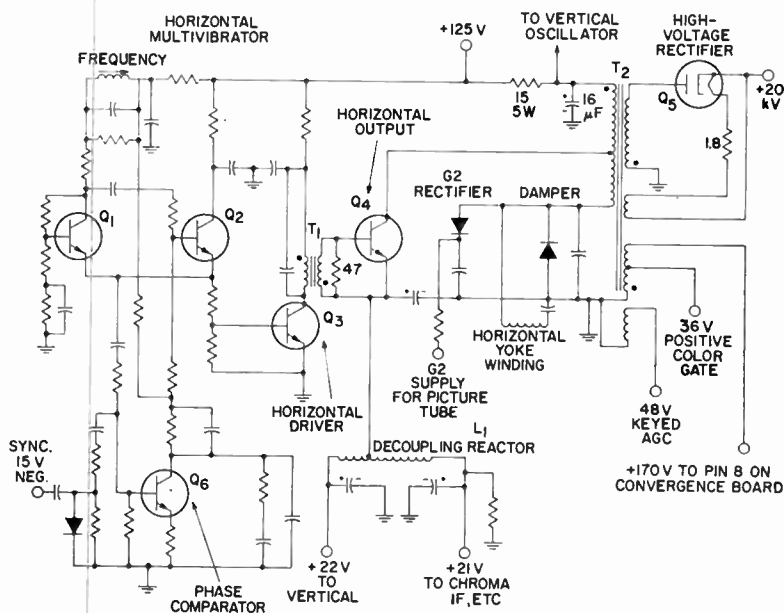 HORIZONTAL
MULTIVIBRATOR
FREQUENCY
+125 V
TO VERTICAL
OSCILLATOR
HIGH-
VOLTAGE
RECTIFIER
T2
Q5
+20
kV
15
5W
16
µF
1.8
HORIZONTAL
OUTPUT
Q4
G2
RECTIFIER
DAMPER
Q1
Q2
T1
47
Q3
HORIZONTAL
DRIVER
G2
SUPPLY
FOR PICTURE
TUBE
HORIZONTAL
YOKE
WINDING
36 V
POSITIVE
COLOR
GATE
48V
KEYED
AGC
+170 V TO PIN 8 ON
CONVERGENCE BOARD
L1
DECOUPLING REACTOR
SYNC.
15 V
NEG.
Q6
PHASE
COMPARATOR
+22V
TO
VERTICAL
+21V
TO CHROMA
IF, ETC